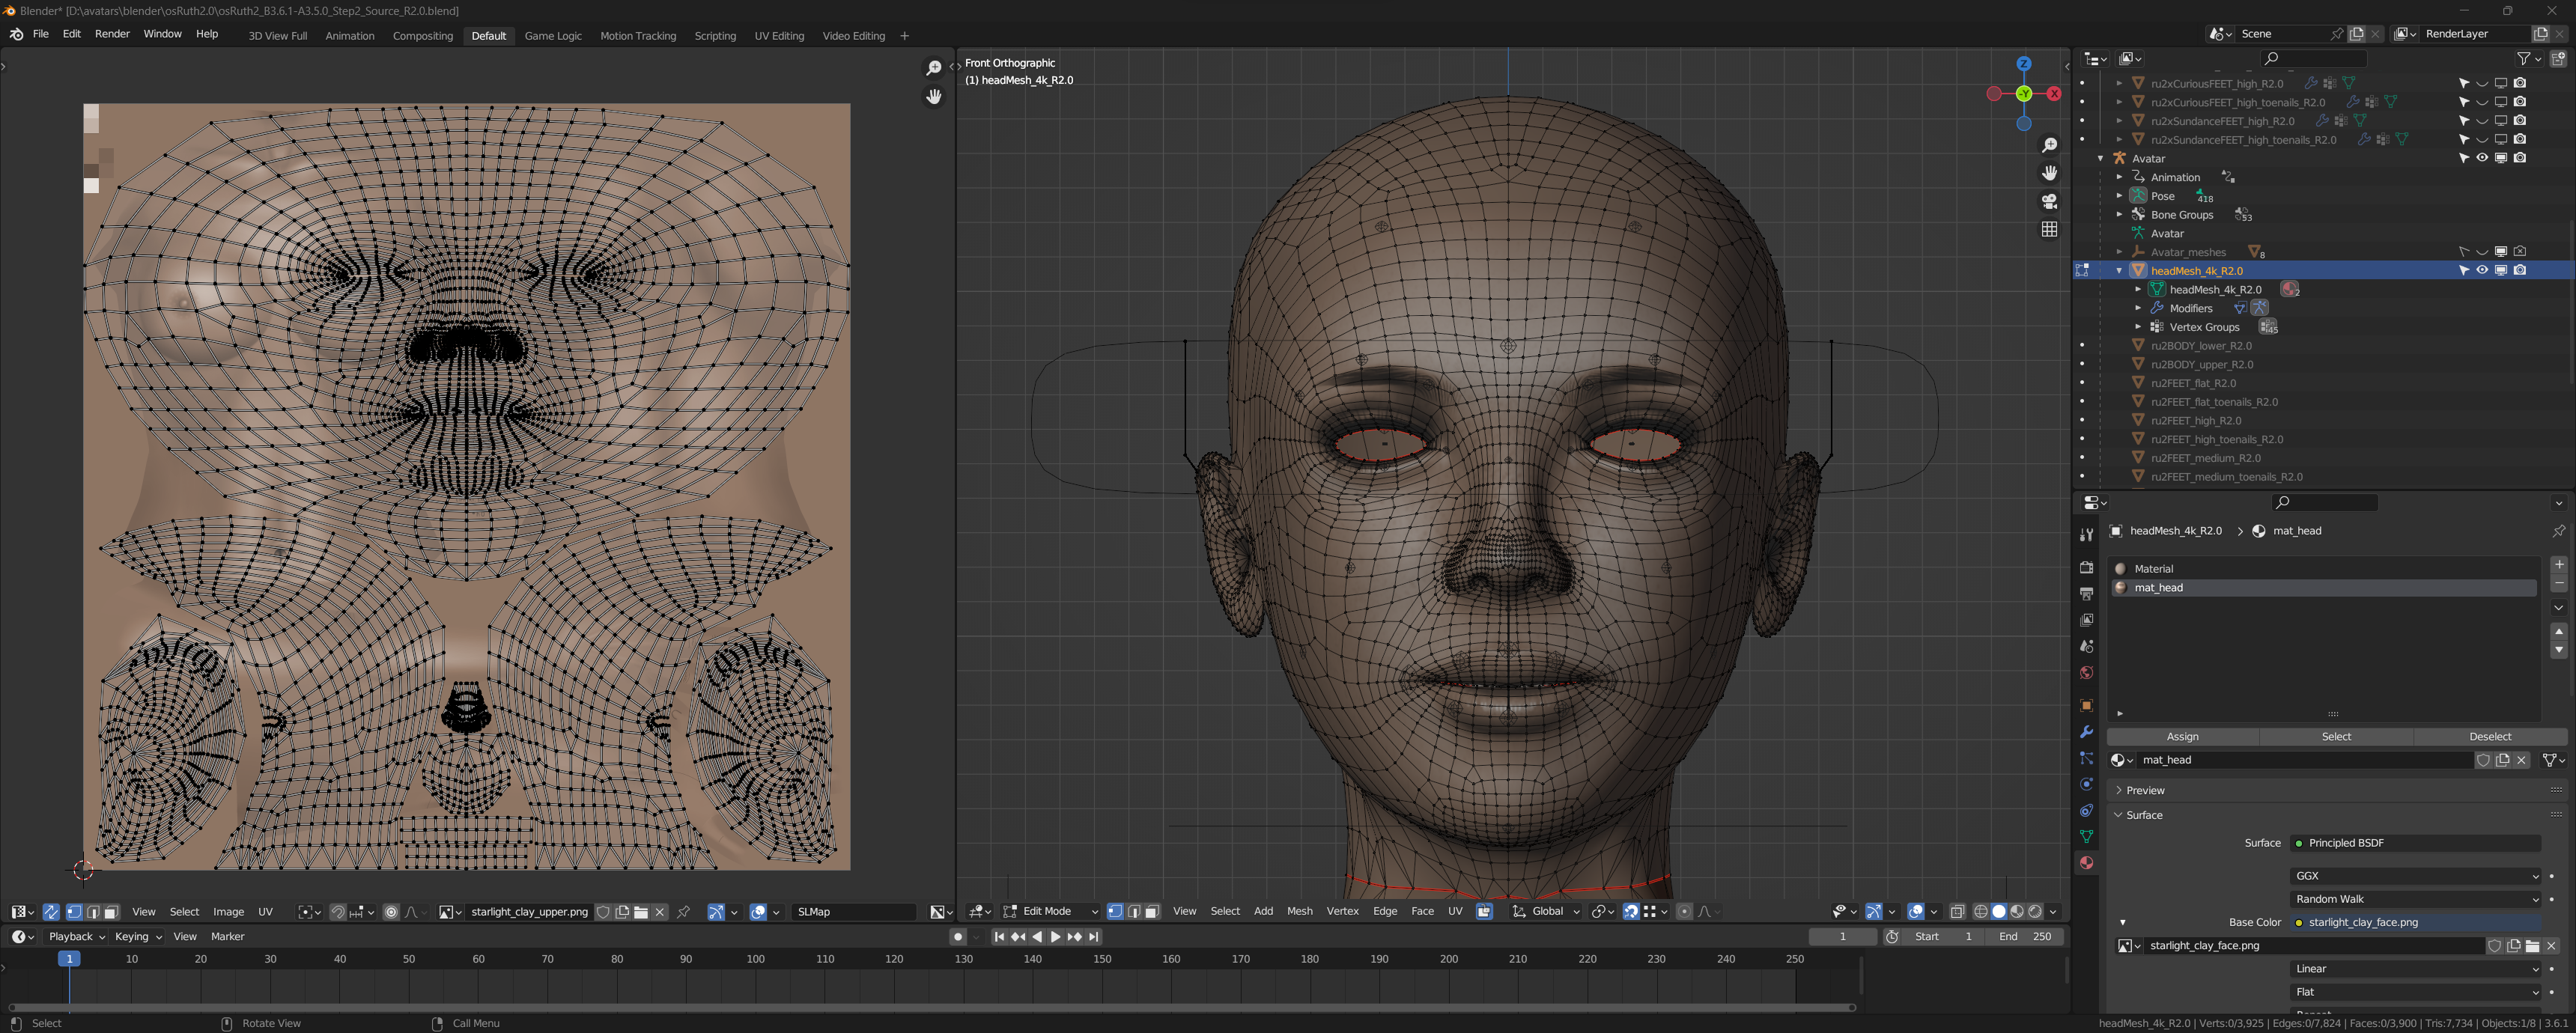 Blender* [D:\avatars\blender\osRuth2.0\osRuth2_B3.6.1-A3.5.0_Step2_Source_R2.0.blend]
File Edit Render Window Help 3D View Full Animation Compositing Default Game Logic Motion Tracking Scripting UV Editing Video Editing +
Scene RenderLayer
Front Orthographic
(1) headMesh_4k_R2.0
Z
-Y X
ru2xCuriousFEET_high_R2.0
ru2xCuriousFEET_high_toenails_R2.0
ru2xSundanceFEET_high_R2.0
ru2xSundanceFEET_high_toenails_R2.0
Avatar
Animation
Pose 418
Bone Groups 53
Avatar
Avatar_meshes 8
headMesh_4k_R2.0
headMesh_4k_R2.0 2
Modifiers
Vertex Groups 45
ru2BODY_lower_R2.0
ru2BODY_upper_R2.0
ru2FEET_flat_R2.0
ru2FEET_flat_toenails_R2.0
ru2FEET_high_R2.0
ru2FEET_high_toenails_R2.0
ru2FEET_medium_R2.0
ru2FEET_medium_toenails_R2.0
headMesh_4k_R2.0 > mat_head
Material
mat_head
Assign Select Deselect
mat_head
Preview
Surface
Surface Principled BSDF
GGX
Random Walk
Base Color starlight_clay_face.png
starlight_clay_face.png
Linear
Flat
View Select Image UV starlight_clay_upper.png SLMap
Edit Mode View Select Add Mesh Vertex Edge Face UV Global
Playback Keying View Marker 1 Start 1 End 250
1 10 20 30 40 50 60 70 80 90 100 110 120 130 140 150 160 170 180 190 200 210 220 230 240 250
Select Rotate View Call Menu
headMesh_4k_R2.0 | Verts:0/3,925 | Edges:0/7,824 | Faces:0/3,900 | Tris:7,734 | Objects:1/8 | 3.6.1